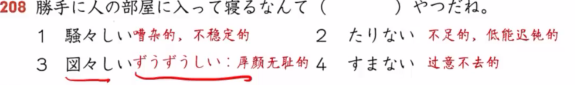 208 勝手に人の部屋に入って寝るなんて（　　　）やつだね。
1 騒々しい嘈杂的，不稳定的 2 たりない 不足的，低能迟钝的
3 図々しいずうずうしい：厚颜无耻的 4 すまない 过意不去的